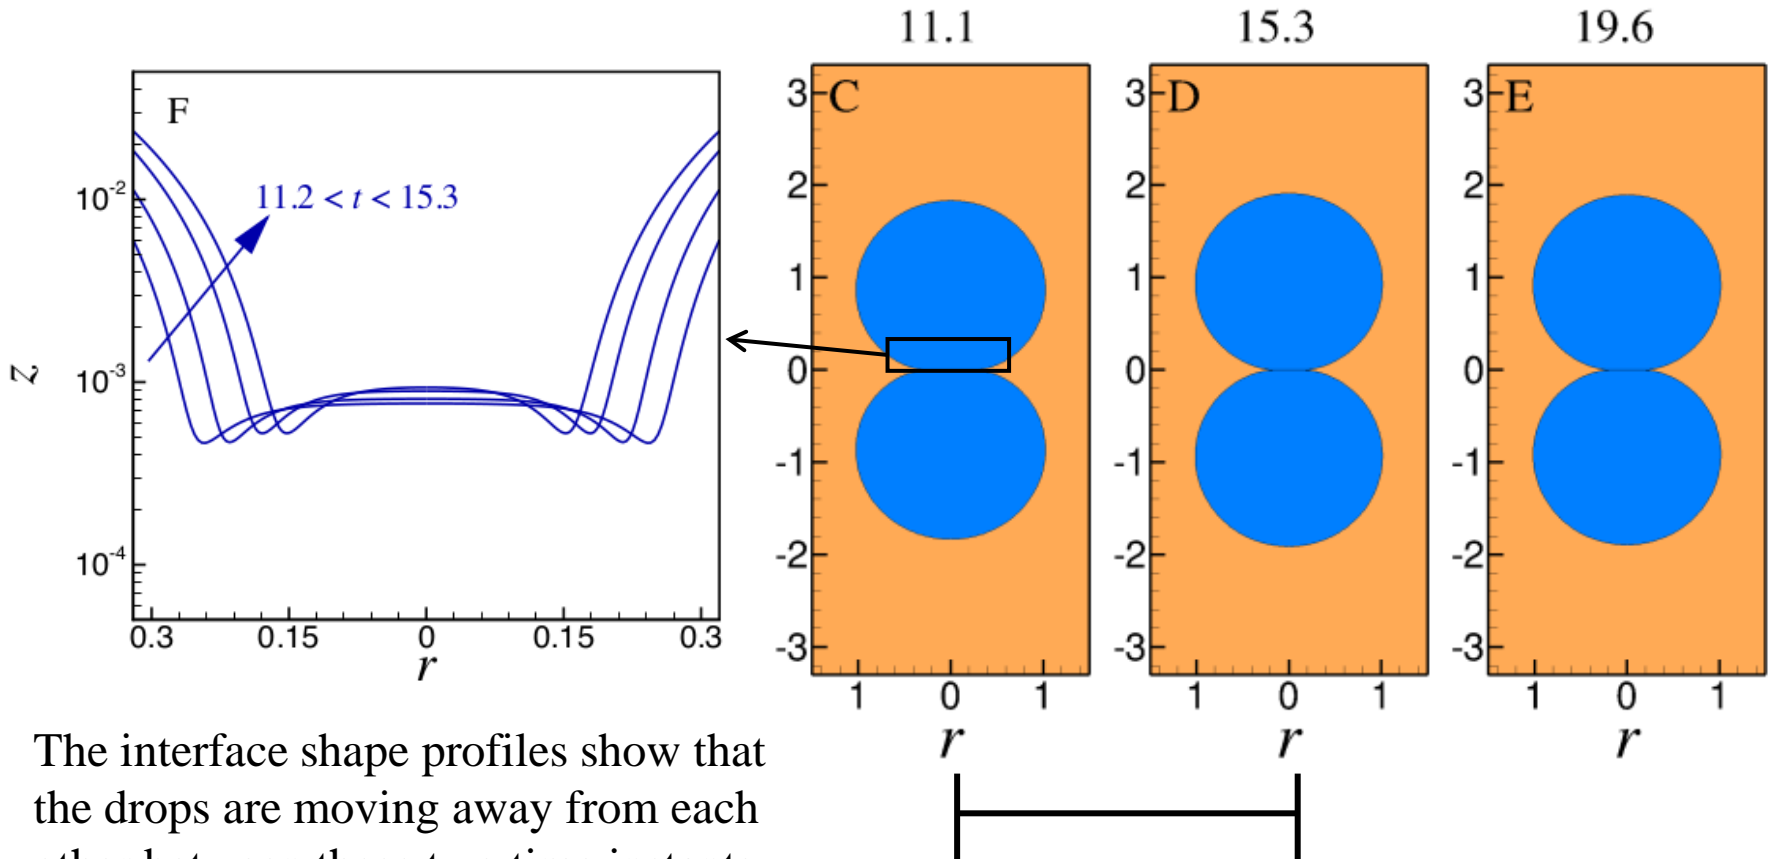 11.1 15.3 19.6
F
11.2 < t < 15.3
10-2
10-3
10-4
z
0.3 0.15 0 0.15 0.3
r
C
3
2
1
0
-1
-2
-3
1 0 1
r
D
3
2
1
0
-1
-2
-3
1 0 1
r
E
3
2
1
0
-1
-2
-3
1 0 1
r
The interface shape profiles show that
the drops are moving away from each